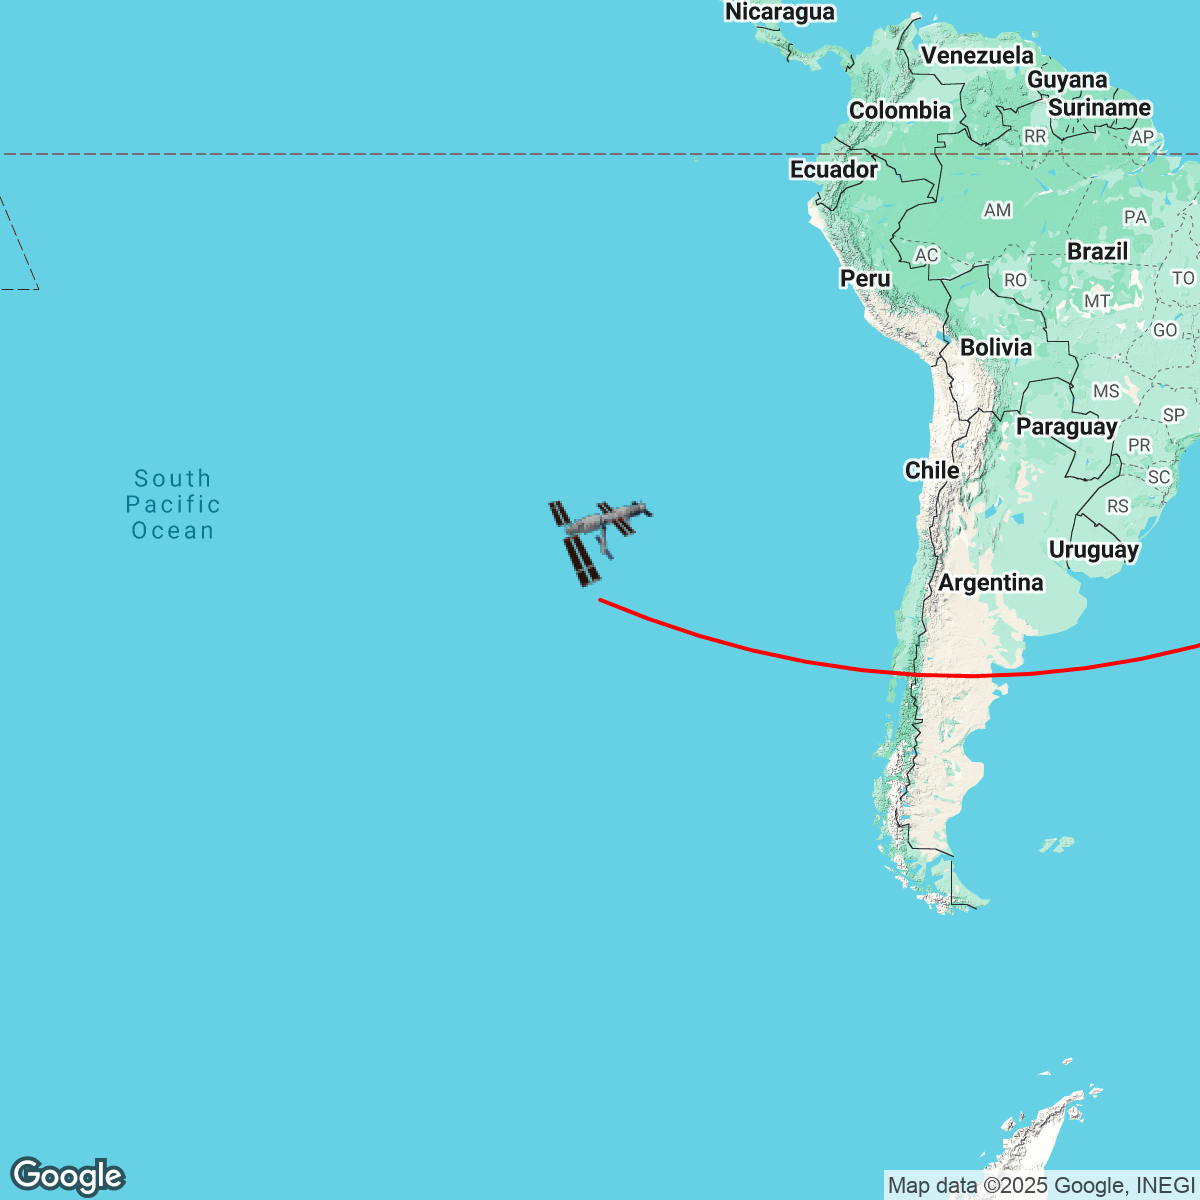 Nicaragua
Venezuela
Guyana
Colombia
Suriname
RR
AP
Ecuador
AM
PA
Brazil
AC
Peru
RO
TO
MT
GO
Bolivia
MS
SP
Paraguay
PR
Chile
SC
South
Pacific
Ocean
RS
Uruguay
Argentina
Google
Map data ©2025 Google, INEGI